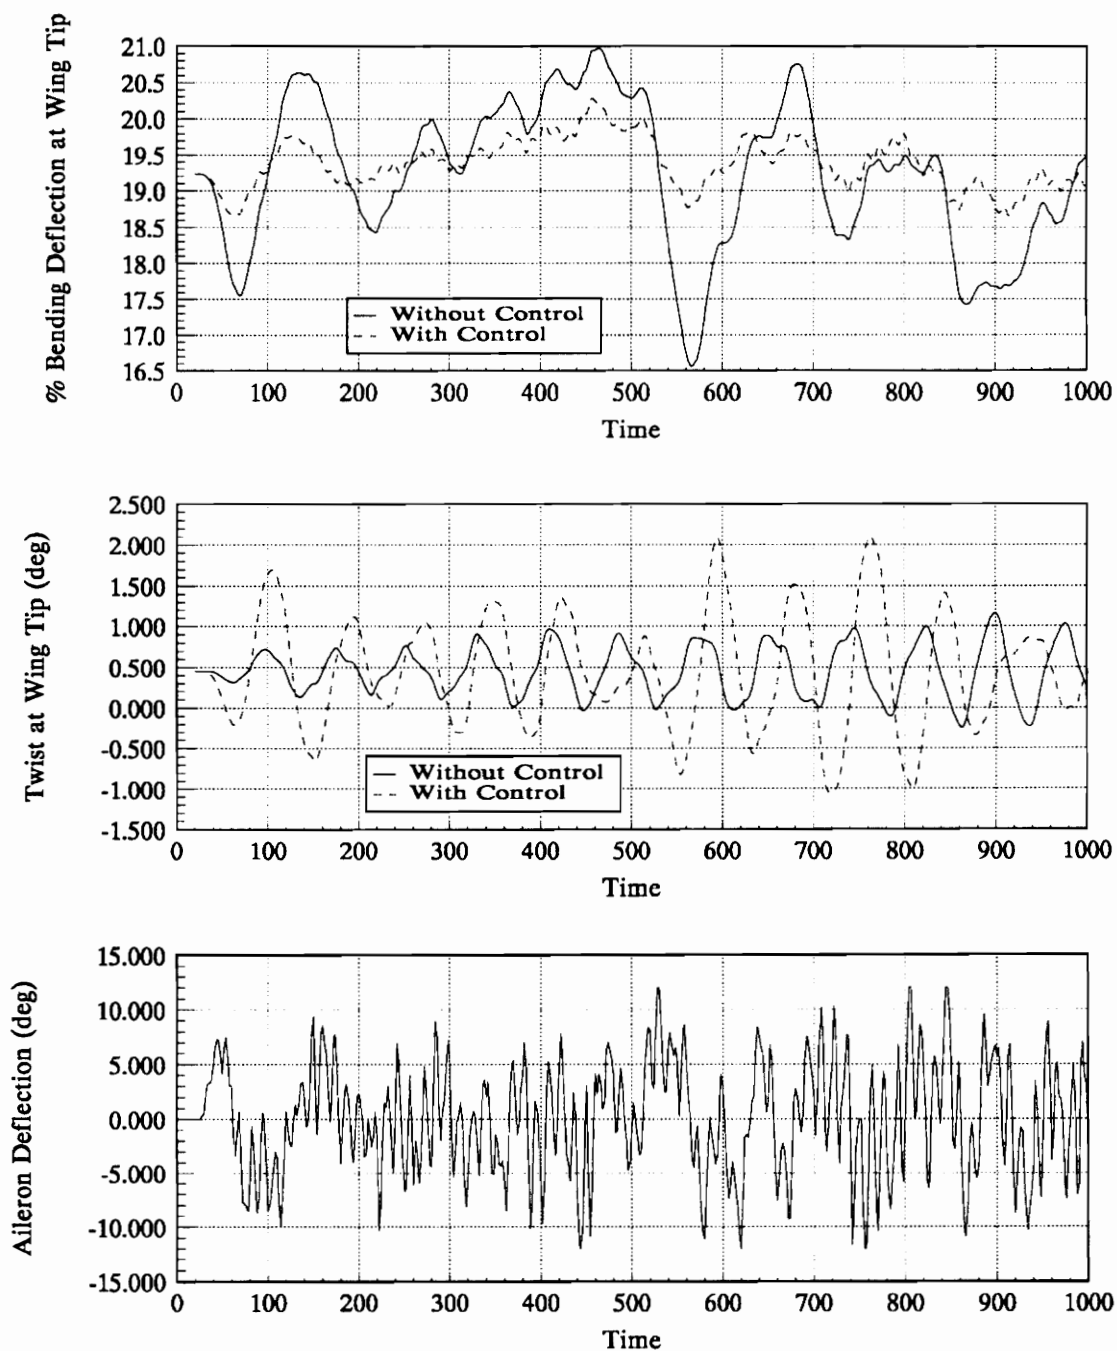 % Bending Deflection at Wing Tip
21.0
20.5
20.0
19.5
19.0
18.5
18.0
17.5
17.0
16.5
Without Control
With Control
0 100 200 300 400 500 600 700 800 900 1000
Time
Twist at Wing Tip (deg)
2.500
2.000
1.500
1.000
0.500
0.000
-0.500
-1.000
-1.500
Without Control
With Control
0 100 200 300 400 500 600 700 800 900 1000
Time
Aileron Deflection (deg)
15.000
10.000
5.000
0.000
-5.000
-10.000
-15.000
0 100 200 300 400 500 600 700 800 900 1000
Time